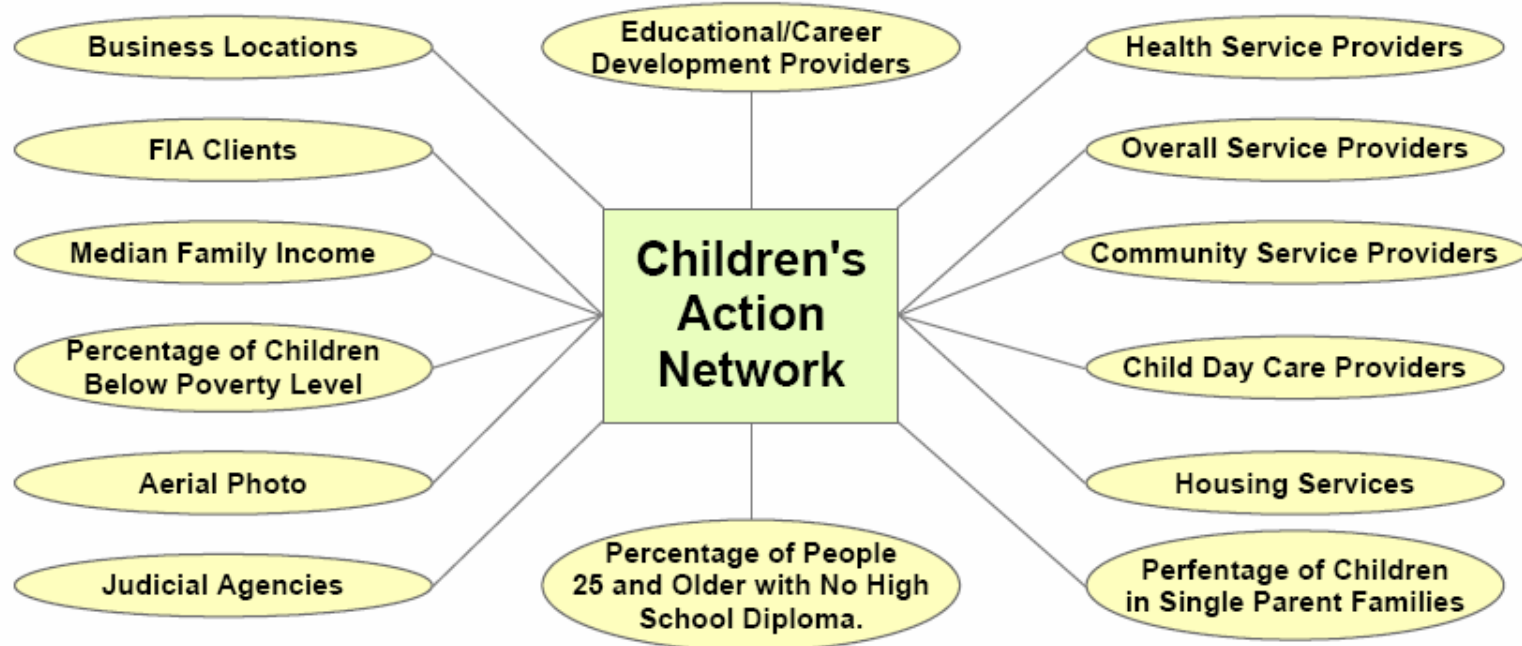 Business Locations
Educational/Career
Development Providers
Health Service Providers
FIA Clients
Overall Service Providers
Median Family Income
Children's
Action
Network
Community Service Providers
Percentage of Children
Below Poverty Level
Child Day Care Providers
Aerial Photo
Housing Services
Judicial Agencies
Percentage of People
25 and Older with No High
School Diploma.
Perfentage of Children
in Single Parent Families